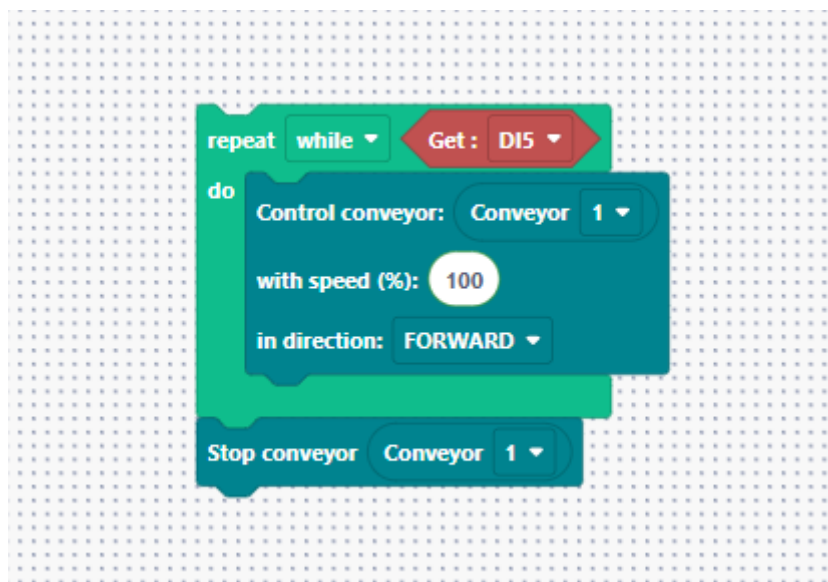 repeat while Get : DI5
do
Control conveyor: Conveyor 1
with speed (%): 100
in direction: FORWARD
Stop conveyor Conveyor 1